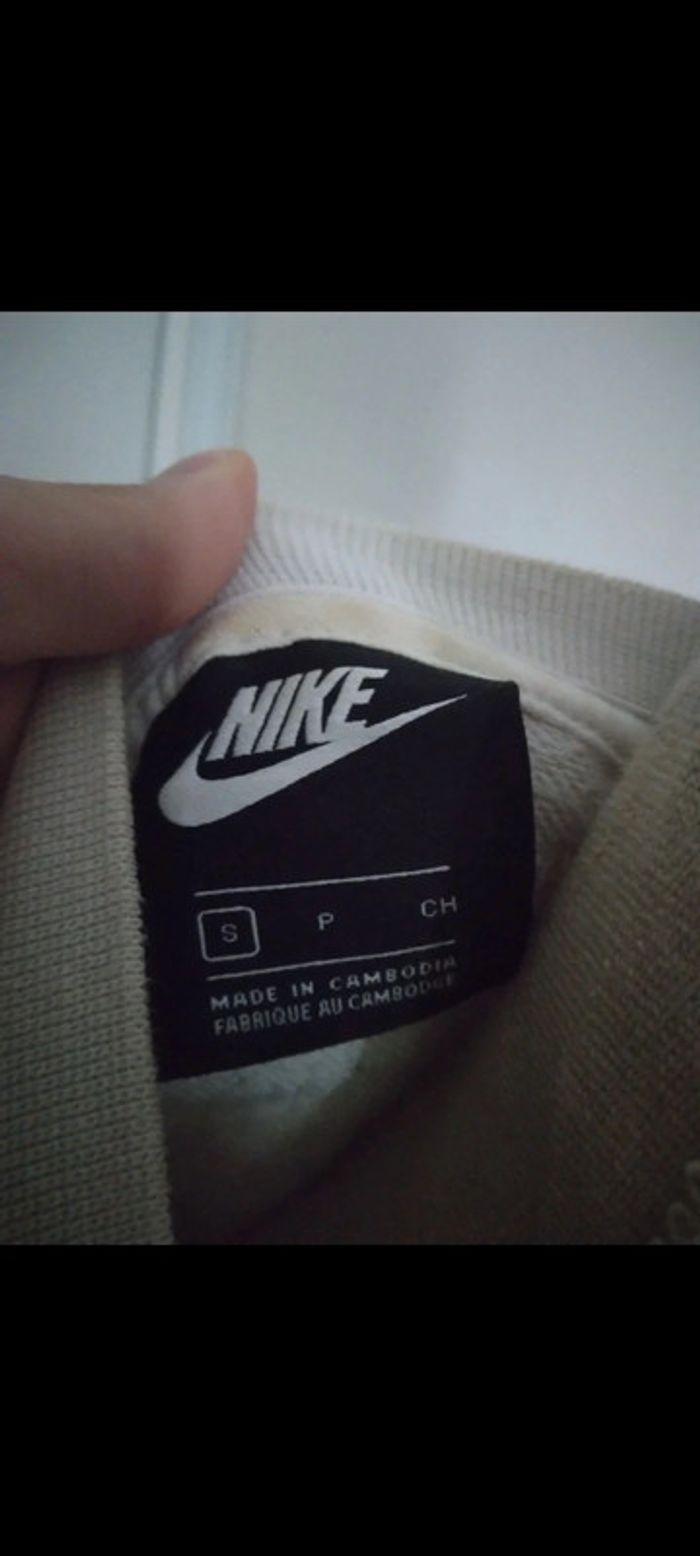 NIKE
S P CH
MADE IN CAMBODIA
FABRIQUE AU CAMBODGE